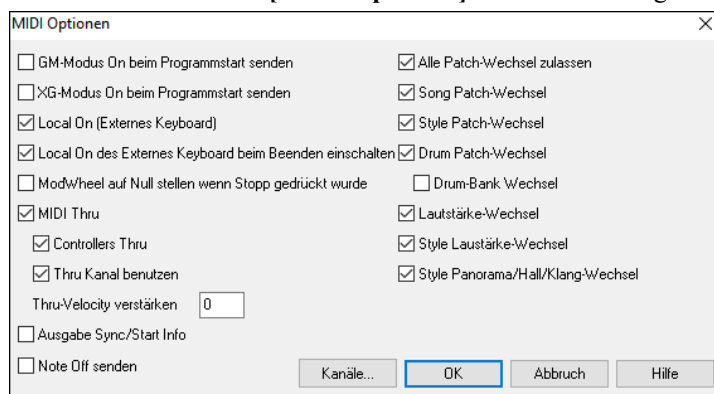 MIDI Optionen
GM-Modus On beim Programmstart senden
XG-Modus On beim Programmstart senden
Local On (Externes Keyboard)
Local On des Externes Keyboard beim Beenden einschalten
ModWheel auf Null stellen wenn Stopp gedrückt wurde
MIDI Thru
Controllers Thru
Thru Kanal benutzen
Thru-Velocity verstärken 0
Ausgabe Sync/Start Info
Note Off senden
Alle Patch-Wechsel zulassen
Song Patch-Wechsel
Style Patch-Wechsel
Drum Patch-Wechsel
Drum-Bank Wechsel
Lautstärke-Wechsel
Style Laustärke-Wechsel
Style Panorama/Hall/Klang-Wechsel
Kanäle... OK Abbruch Hilfe